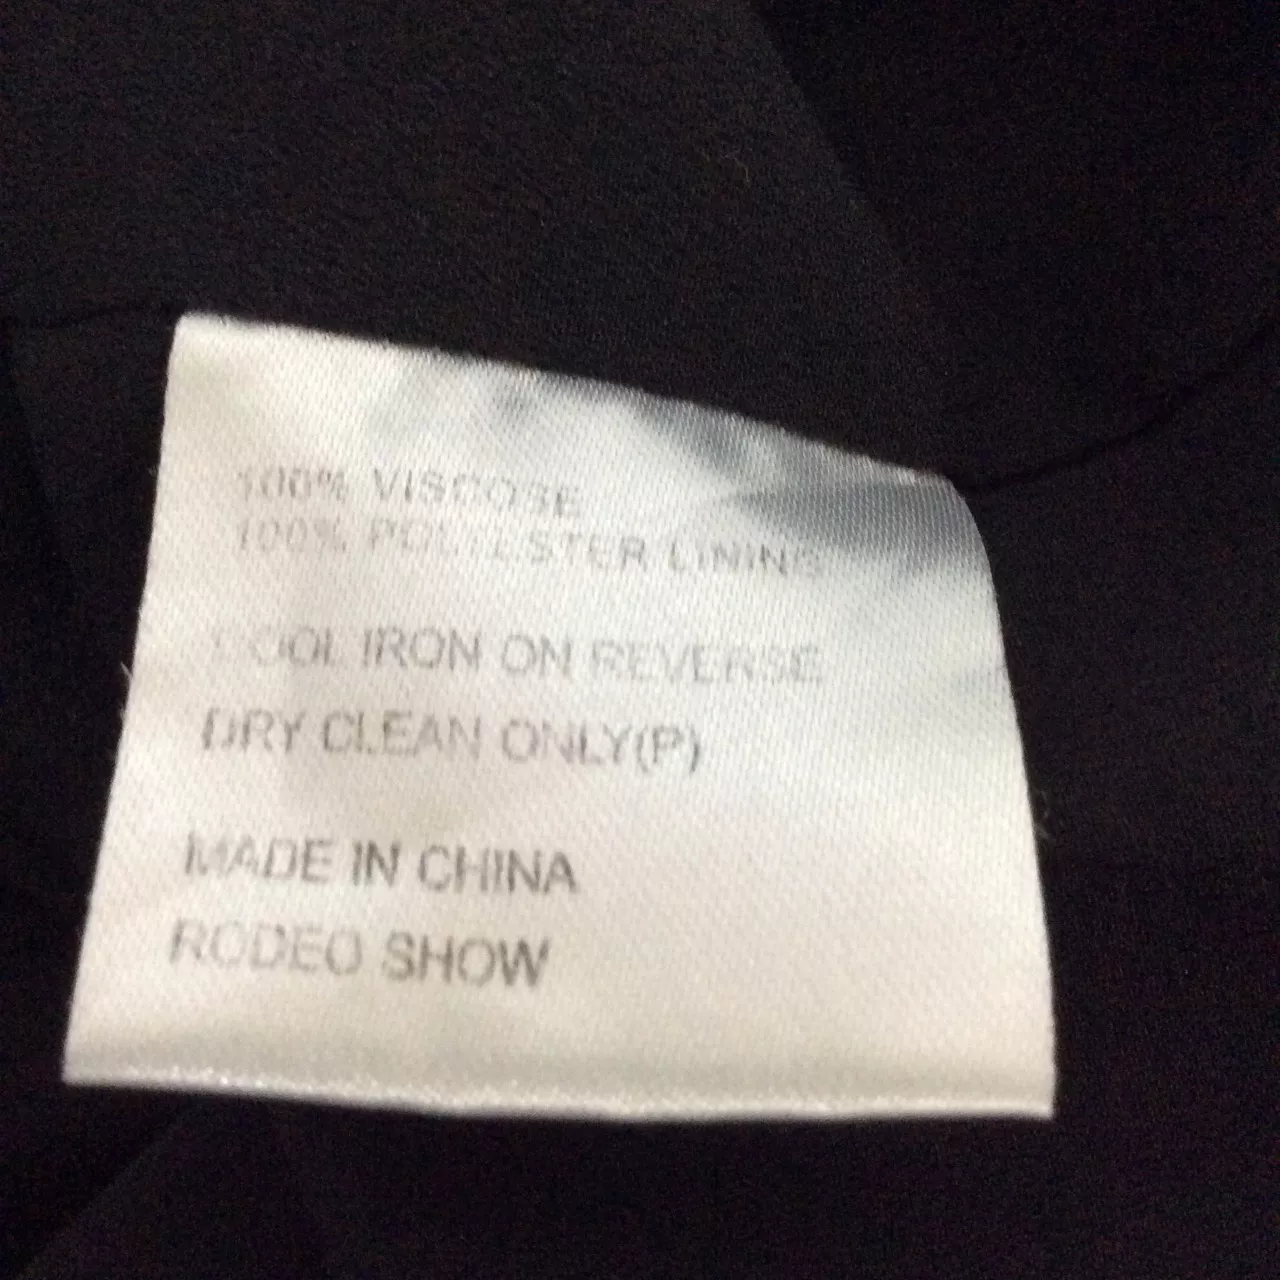 100% VISCOSE
100% POLYESTER LINING
COOL IRON ON REVERSE
DRY CLEAN ONLY(P)
MADE IN CHINA
RODEO SHOW